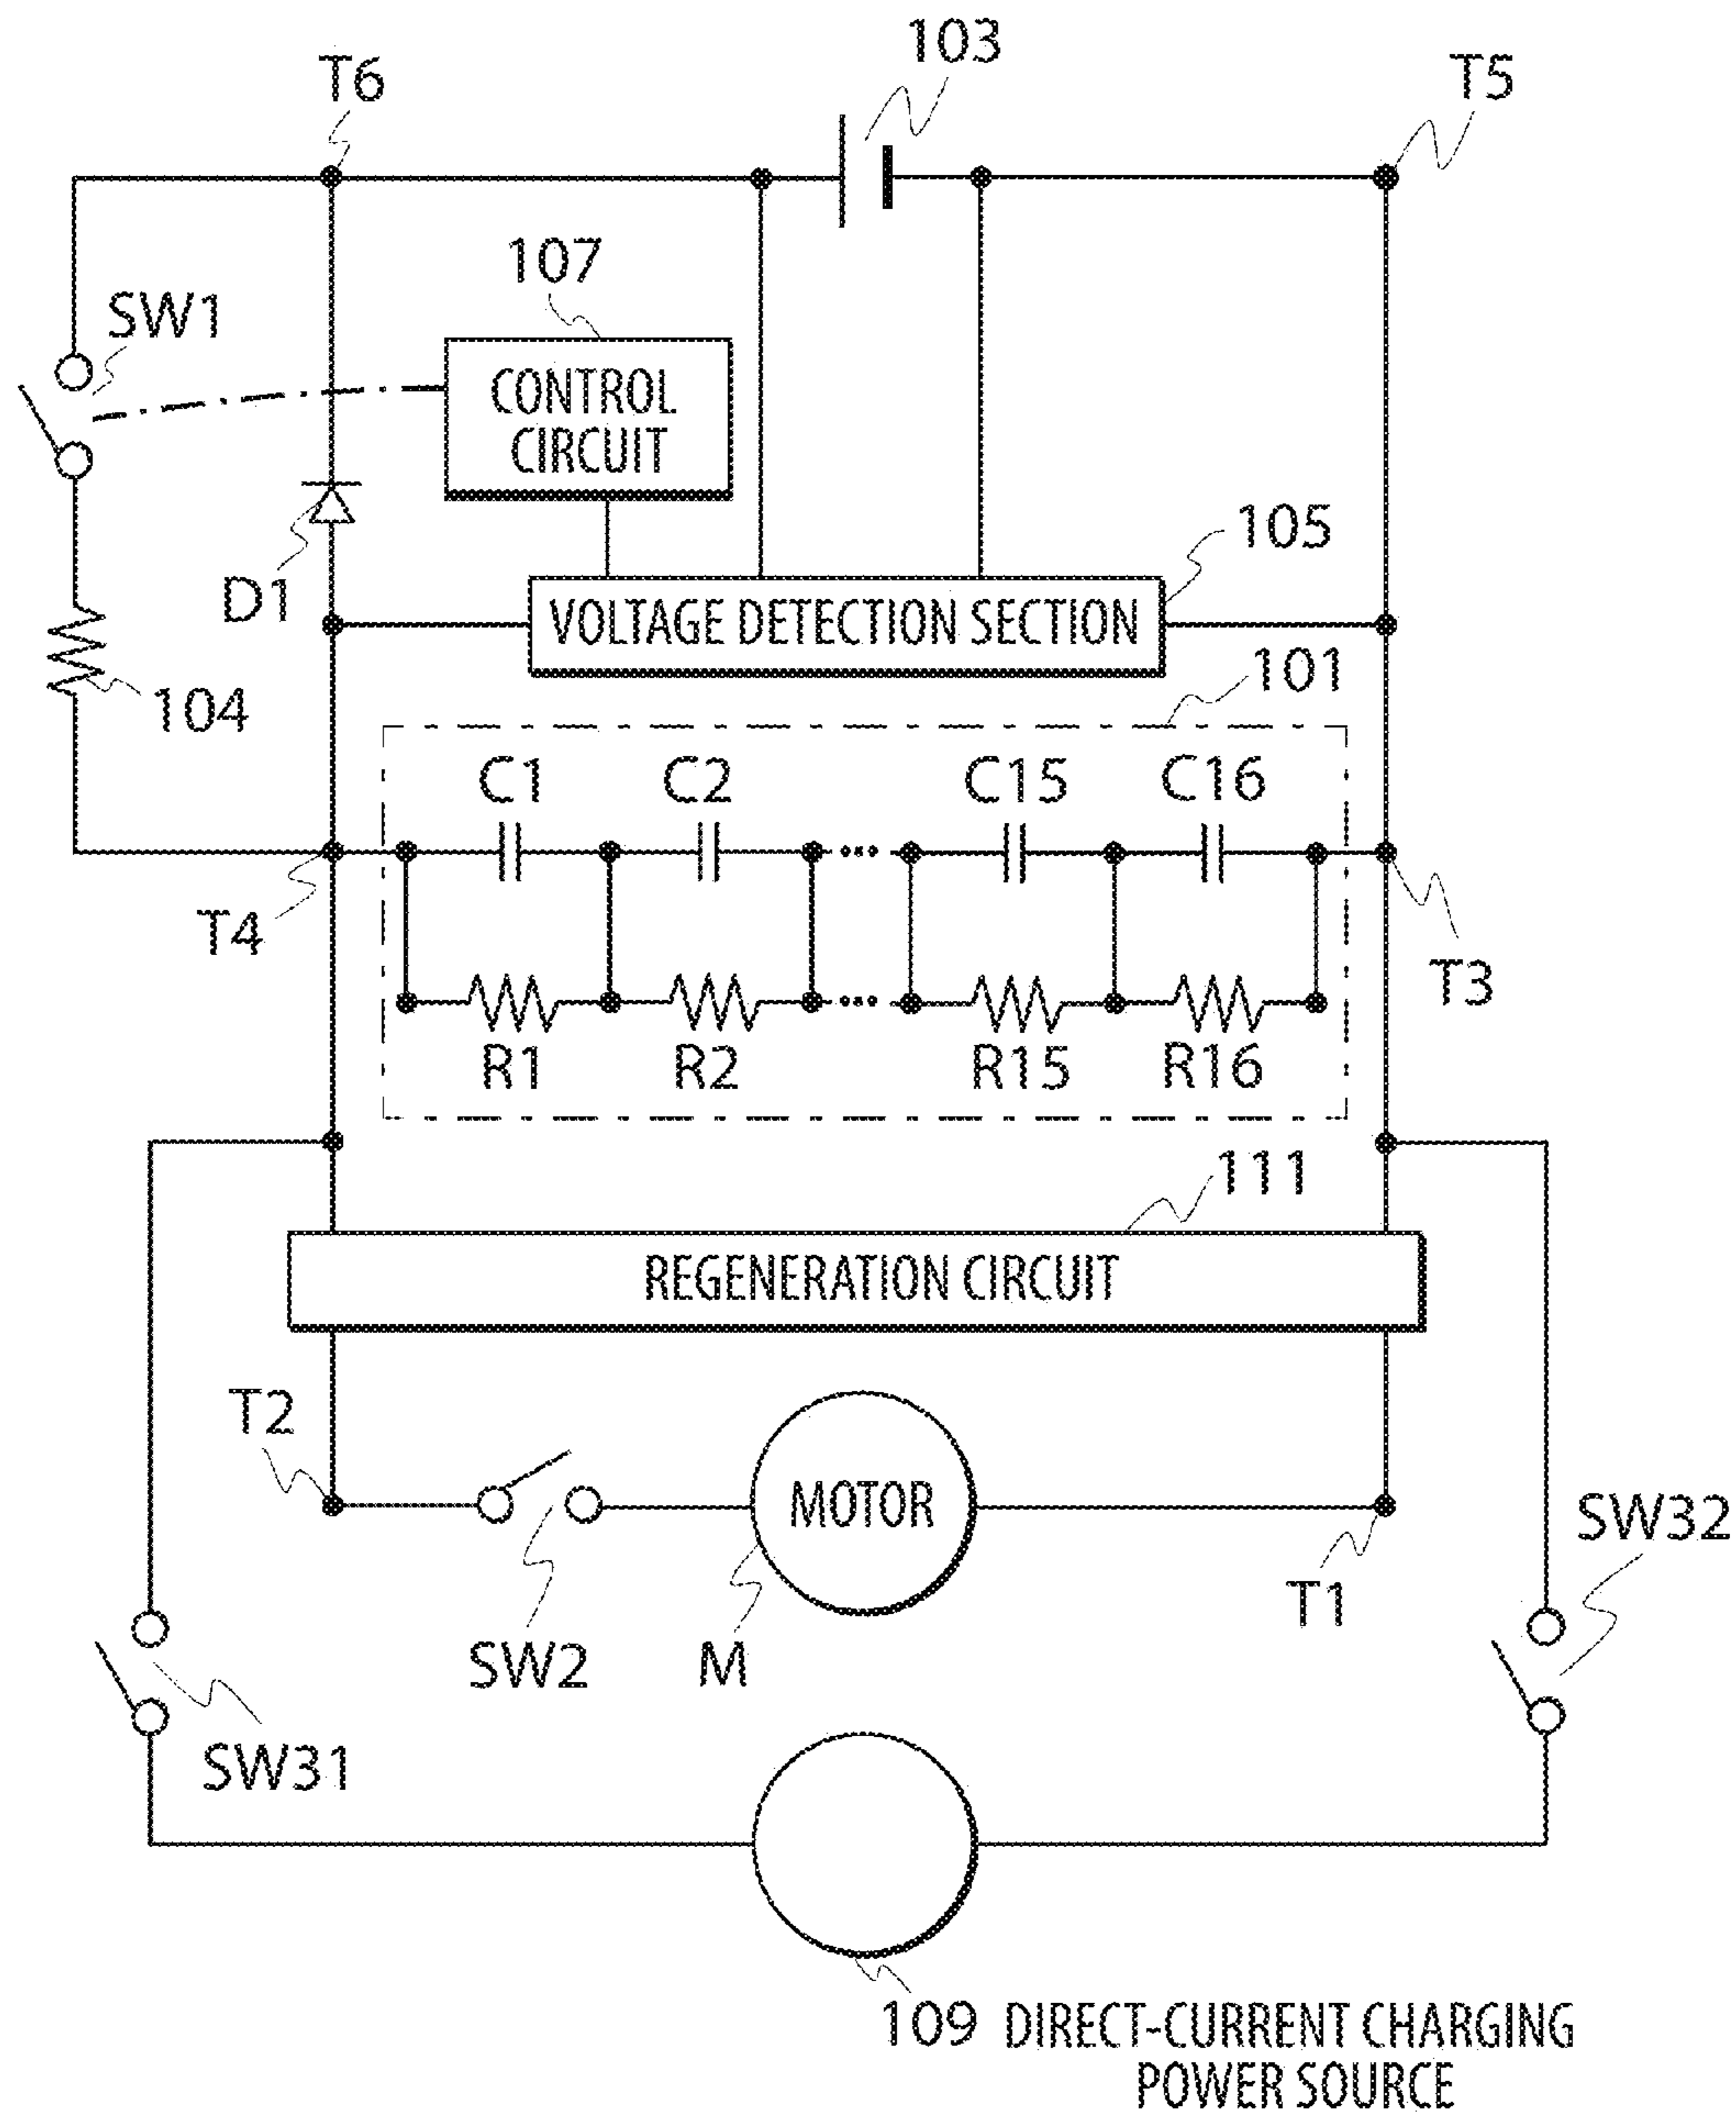 103
T6
T5
107
SW1
CONTROL
CIRCUIT
105
D1
VOLTAGE DETECTION SECTION
101
104
C1
C2
C15
C16
T4
T3
R1
R2
R15
R16
111
REGENERATION CIRCUIT
T2
MOTOR
SW32
T1
SW2
M
SW31
109 DIRECT-CURRENT CHARGING
POWER SOURCE